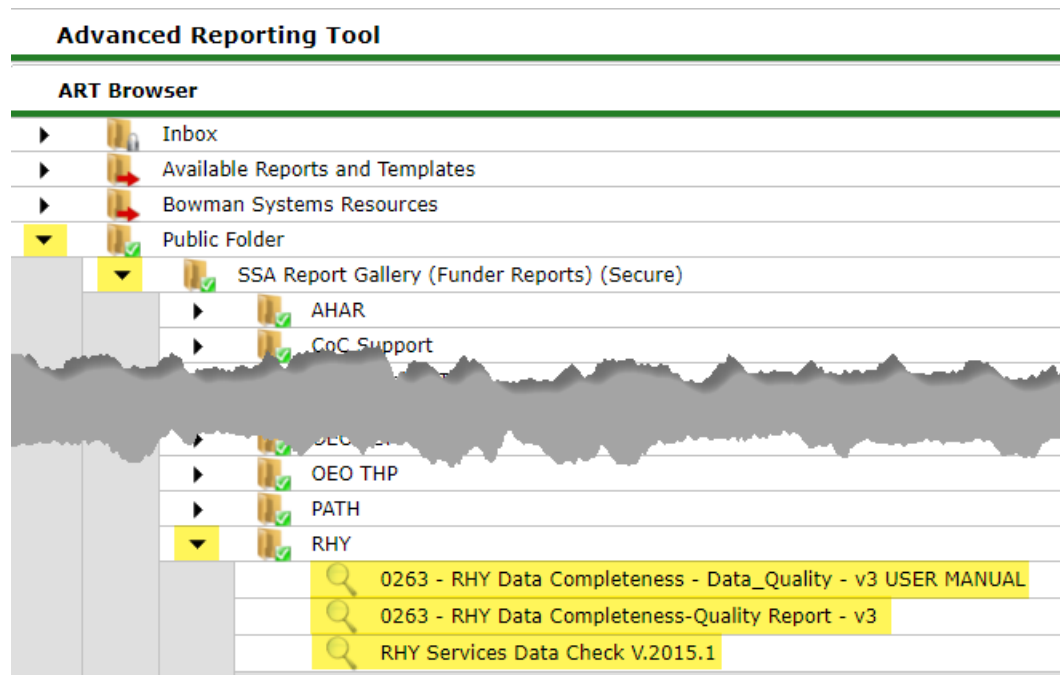 Advanced Reporting Tool
ART Browser
Inbox
Available Reports and Templates
Bowman Systems Resources
Public Folder
SSA Report Gallery (Funder Reports) (Secure)
AHAR
CoC Support
OEO THP
PATH
RHY
0263 - RHY Data Completeness - Data_Quality - v3 USER MANUAL
0263 - RHY Data Completeness-Quality Report - v3
RHY Services Data Check V.2015.1